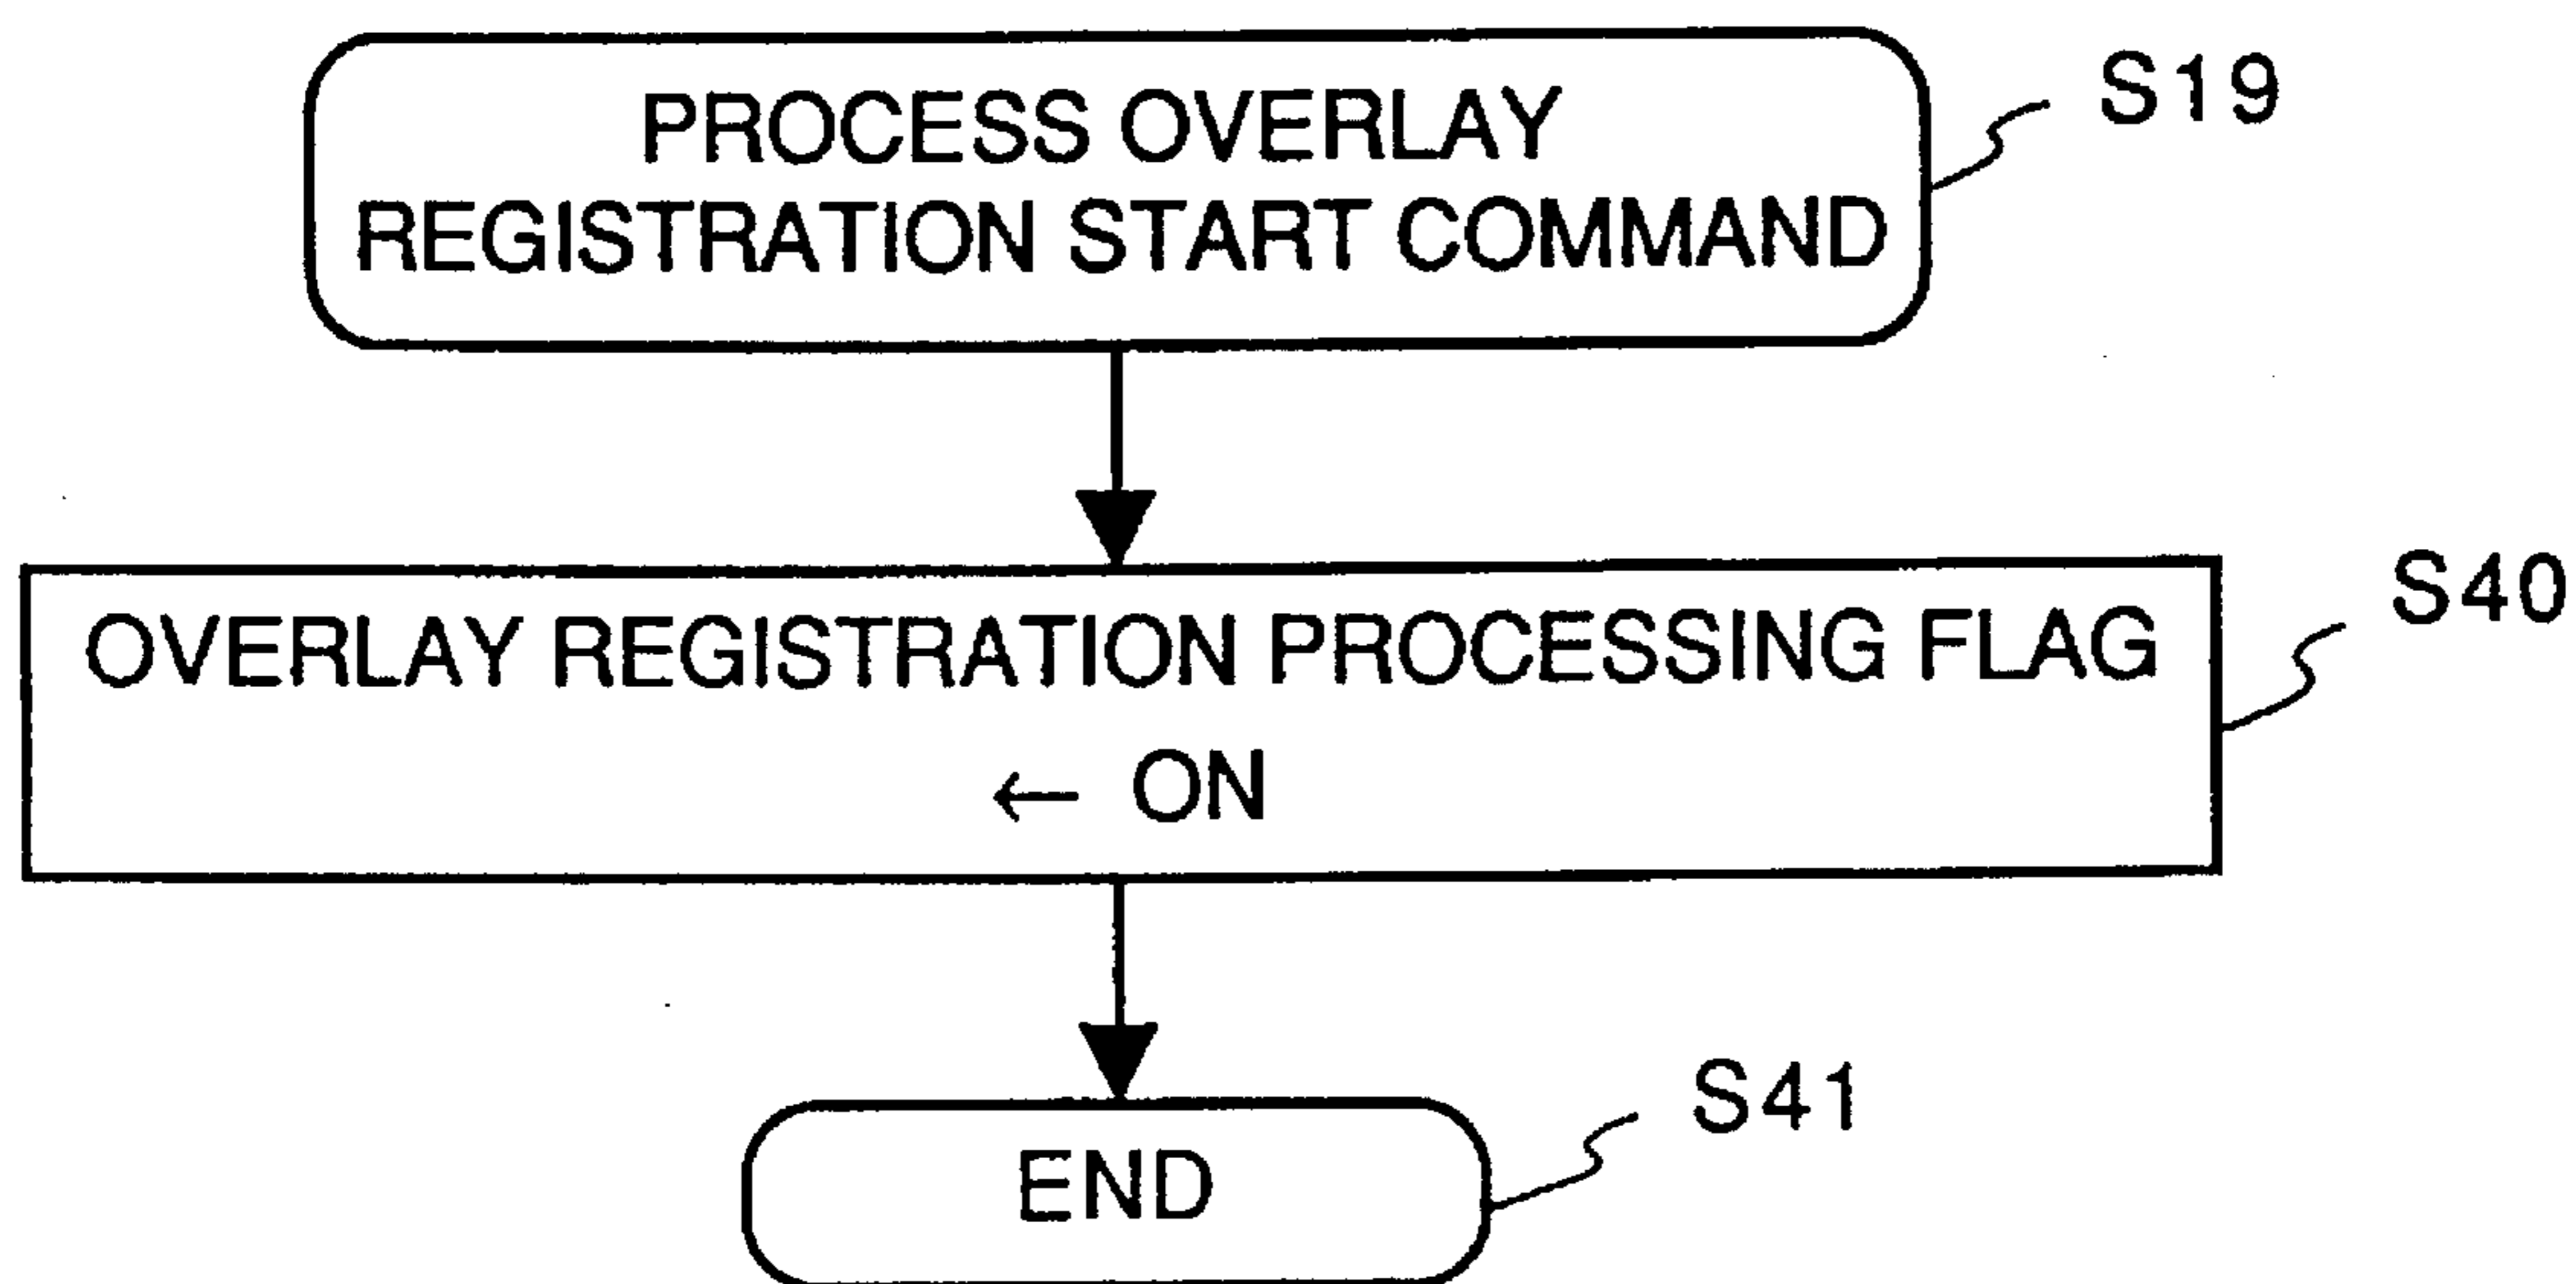 PROCESS OVERLAY
REGISTRATION START COMMAND
S19
OVERLAY REGISTRATION PROCESSING FLAG
← ON
S40
END
S41